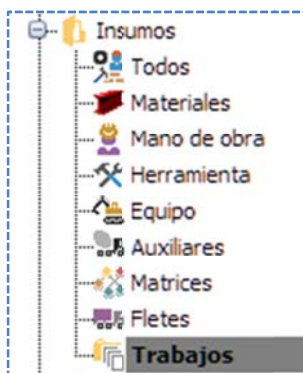 Insumos
Todos
Materiales
Mano de obra
Herramienta
Equipo
Auxiliares
Matrices
Fletes
Trabajos